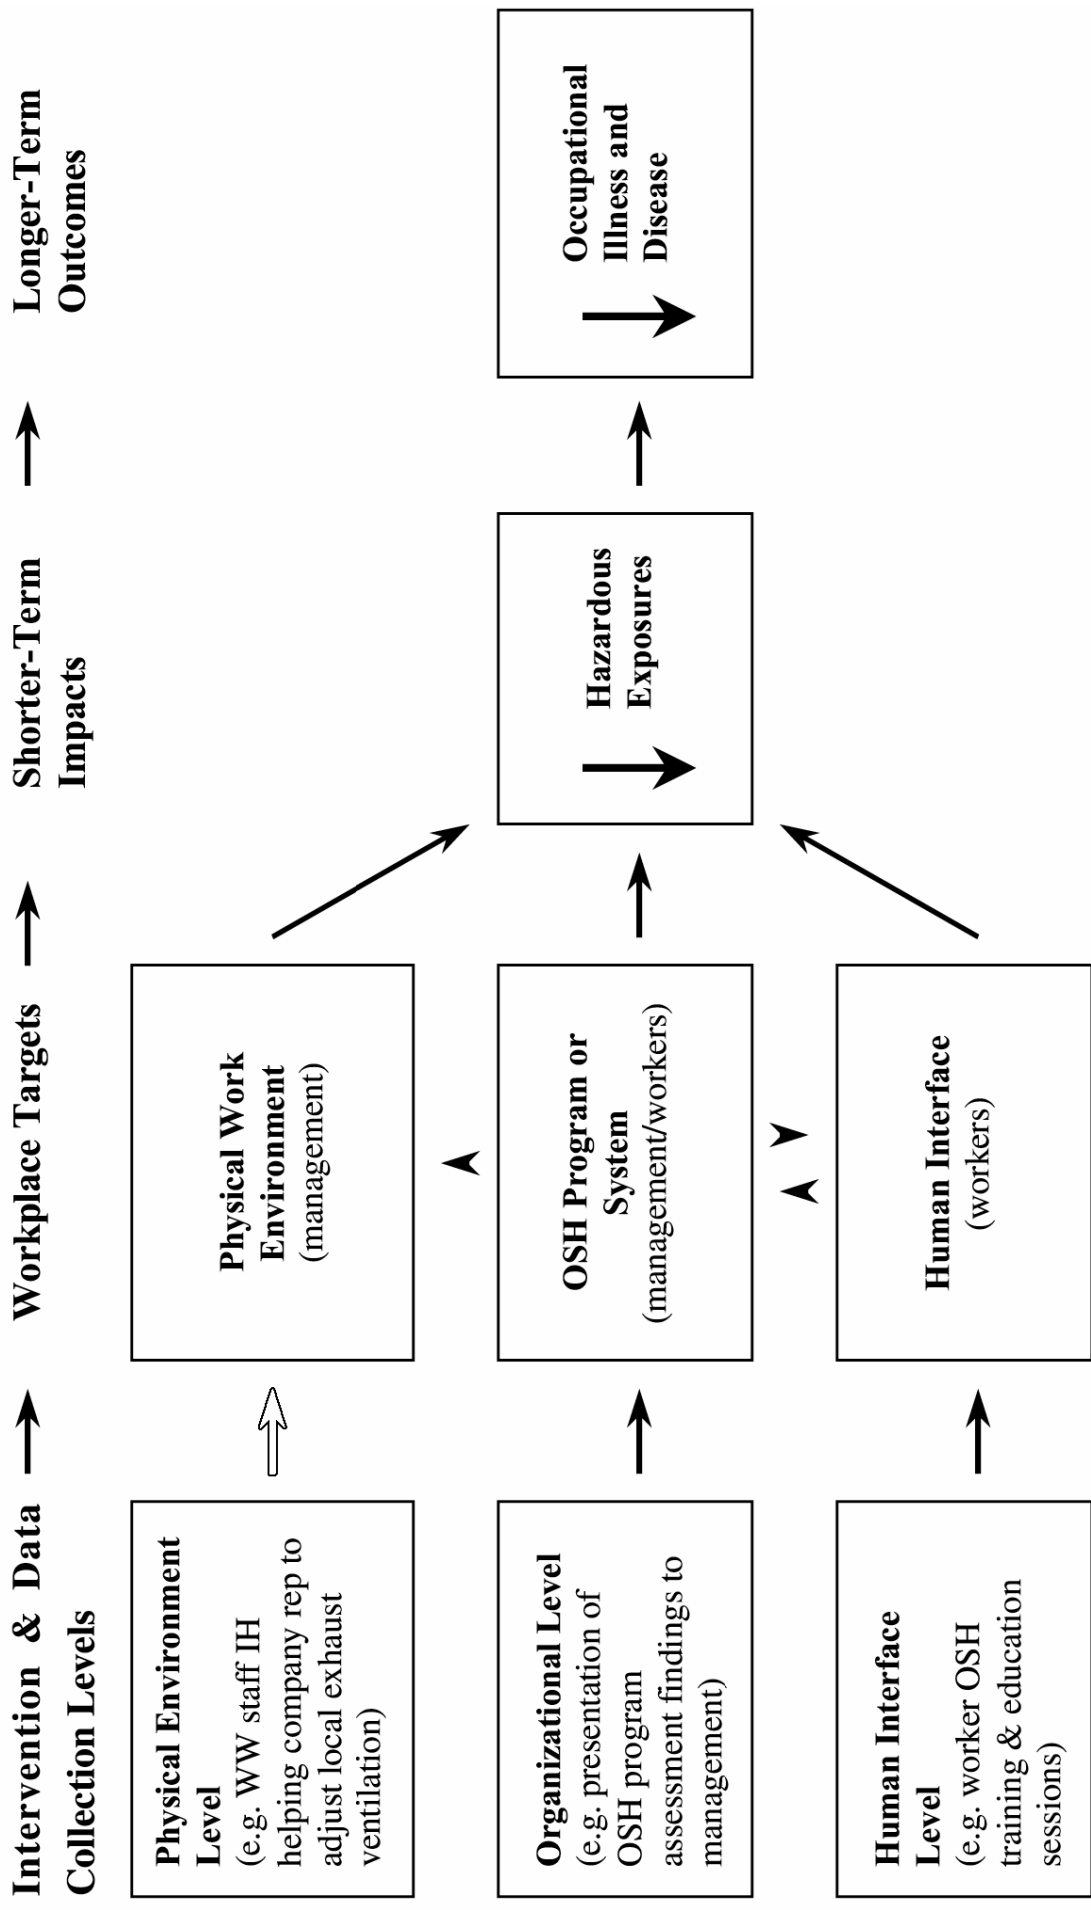 Intervention & Data
Collection Levels
Workplace Targets
Shorter-Term
Impacts
Longer-Term
Outcomes
Physical Environment
Level
(e.g. WW staff IH
helping company rep to
adjust local exhaust
ventilation)
Physical Work
Environment
(management)
Organizational Level
(e.g. presentation of
OSH program
assessment findings to
management)
OSH Program or
System
(management/workers)
Hazardous
Exposures
Occupational
Illness and
Disease
Human Interface
Level
(e.g. worker OSH
training & education
sessions)
Human Interface
(workers)